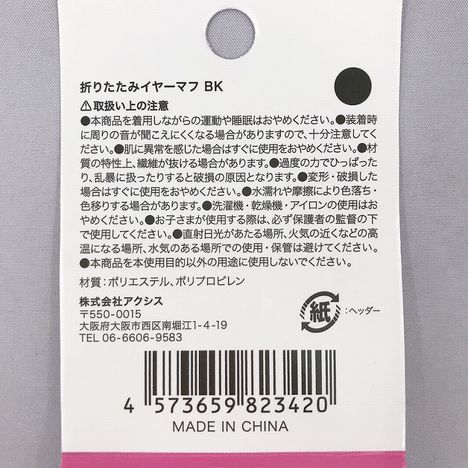 折りたたみイヤーマフ BK
⚠取扱い上の注意
●本商品を着用しながらの運動や睡眠はおやめください。●装着時
に周りの音が聞こえにくくなる場合がありますので、十分注意してく
ださい。●肌に異常を感じた場合はすぐに使用をおやめください。●材
質の特性上、繊維が抜ける場合があります。●過度の力でひっぱった
り、乱暴に扱ったりすると破損の原因となります。●変形・破損した
場合はすぐに使用をおやめください。●水濡れや摩擦により色落ち・
色移りする場合があります。●洗濯機・乾燥機・アイロンの使用はお
やめください。●お子さまが使用する際は、必ず保護者の監督の下
で使用してください。●直射日光があたる場所、火気の近くなどの高
温になる場所、水気のある場所での使用・保管は避けてください。
●本商品を本使用目的以外の用途に使用しないでください。
材質：ポリエステル、ポリプロピレン
株式会社アクシス
〒550-0015
大阪府大阪市西区南堀江1-4-19
TEL 06-6606-9583
紙：ヘッダー
4 573659 823420
MADE IN CHINA